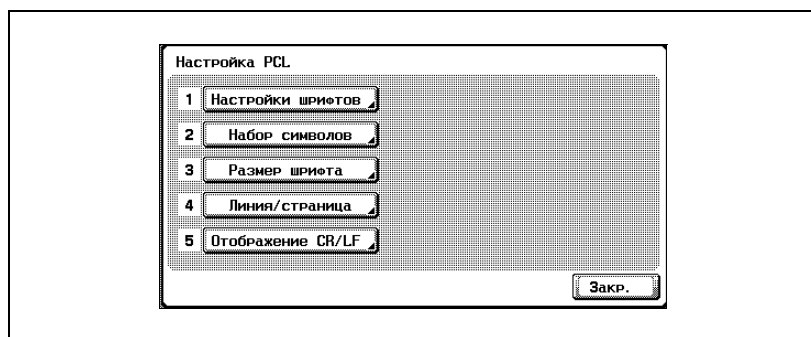 Настройка PCL
1 Настройки шрифтов
2 Набор символов
3 Размер шрифта
4 Линия/страница
5 Отображение CR/LF
Закр.